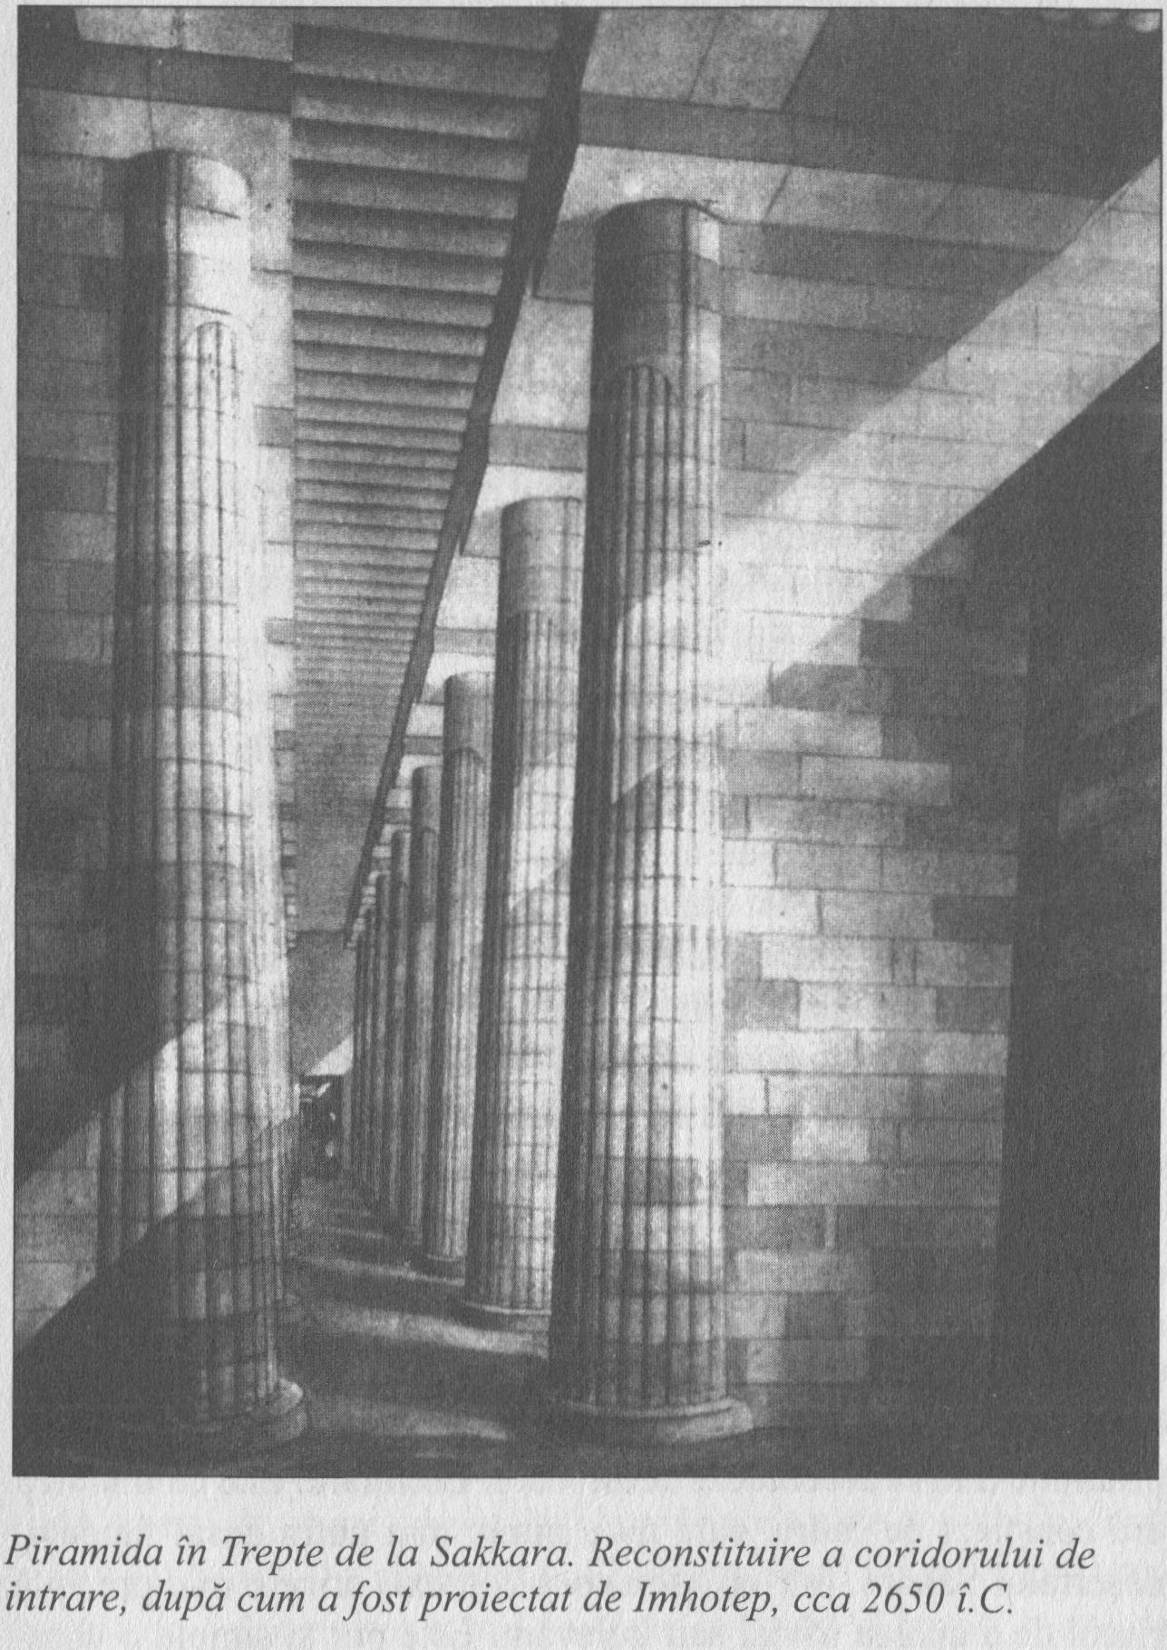 Piramida în Trepte de la Sakkara. Reconstituire a coridorului de
intrare, după cum a fost proiectat de Imhotep, cca 2650 î.C.